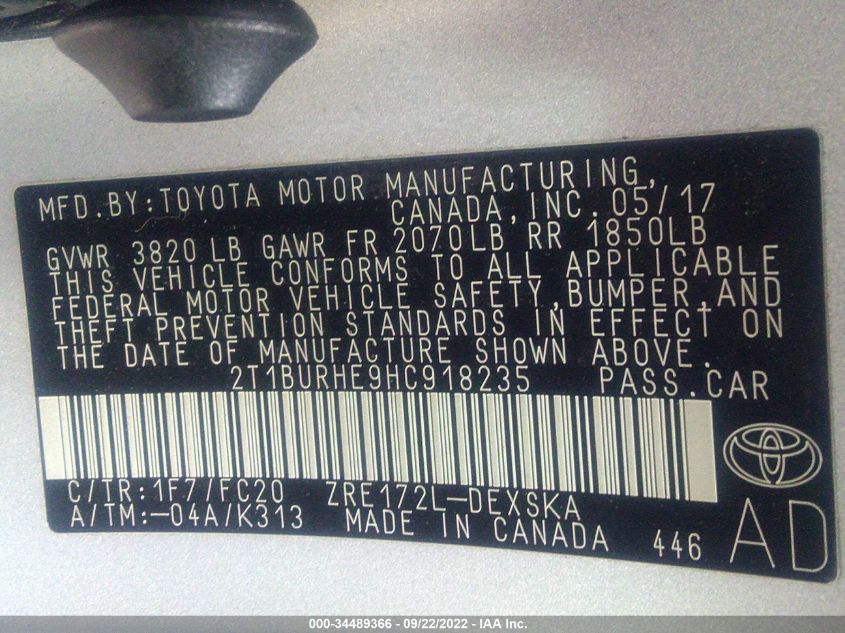 MFD.BY:TOYOTA MOTOR MANUFACTURING,
CANADA,INC.05/17
GVWR 3820 LB GAWR FR 2070LB RR 1850LB
THIS VEHICLE CONFORMS TO ALL APPLICABLE
FEDERAL MOTOR VEHICLE SAFETY,BUMPER,AND
THEFT PREVENTION STANDARDS IN EFFECT ON
THE DATE OF MANUFACTURE SHOWN ABOVE.
2T1BURHE9HC918235 PASS.CAR
C/TR:1F7/FC20 ZRE172L-DEXSKA
A/TM:-04A/K313 MADE IN CANADA 446 AD
000-34489366 - 09/22/2022 - IAA Inc.